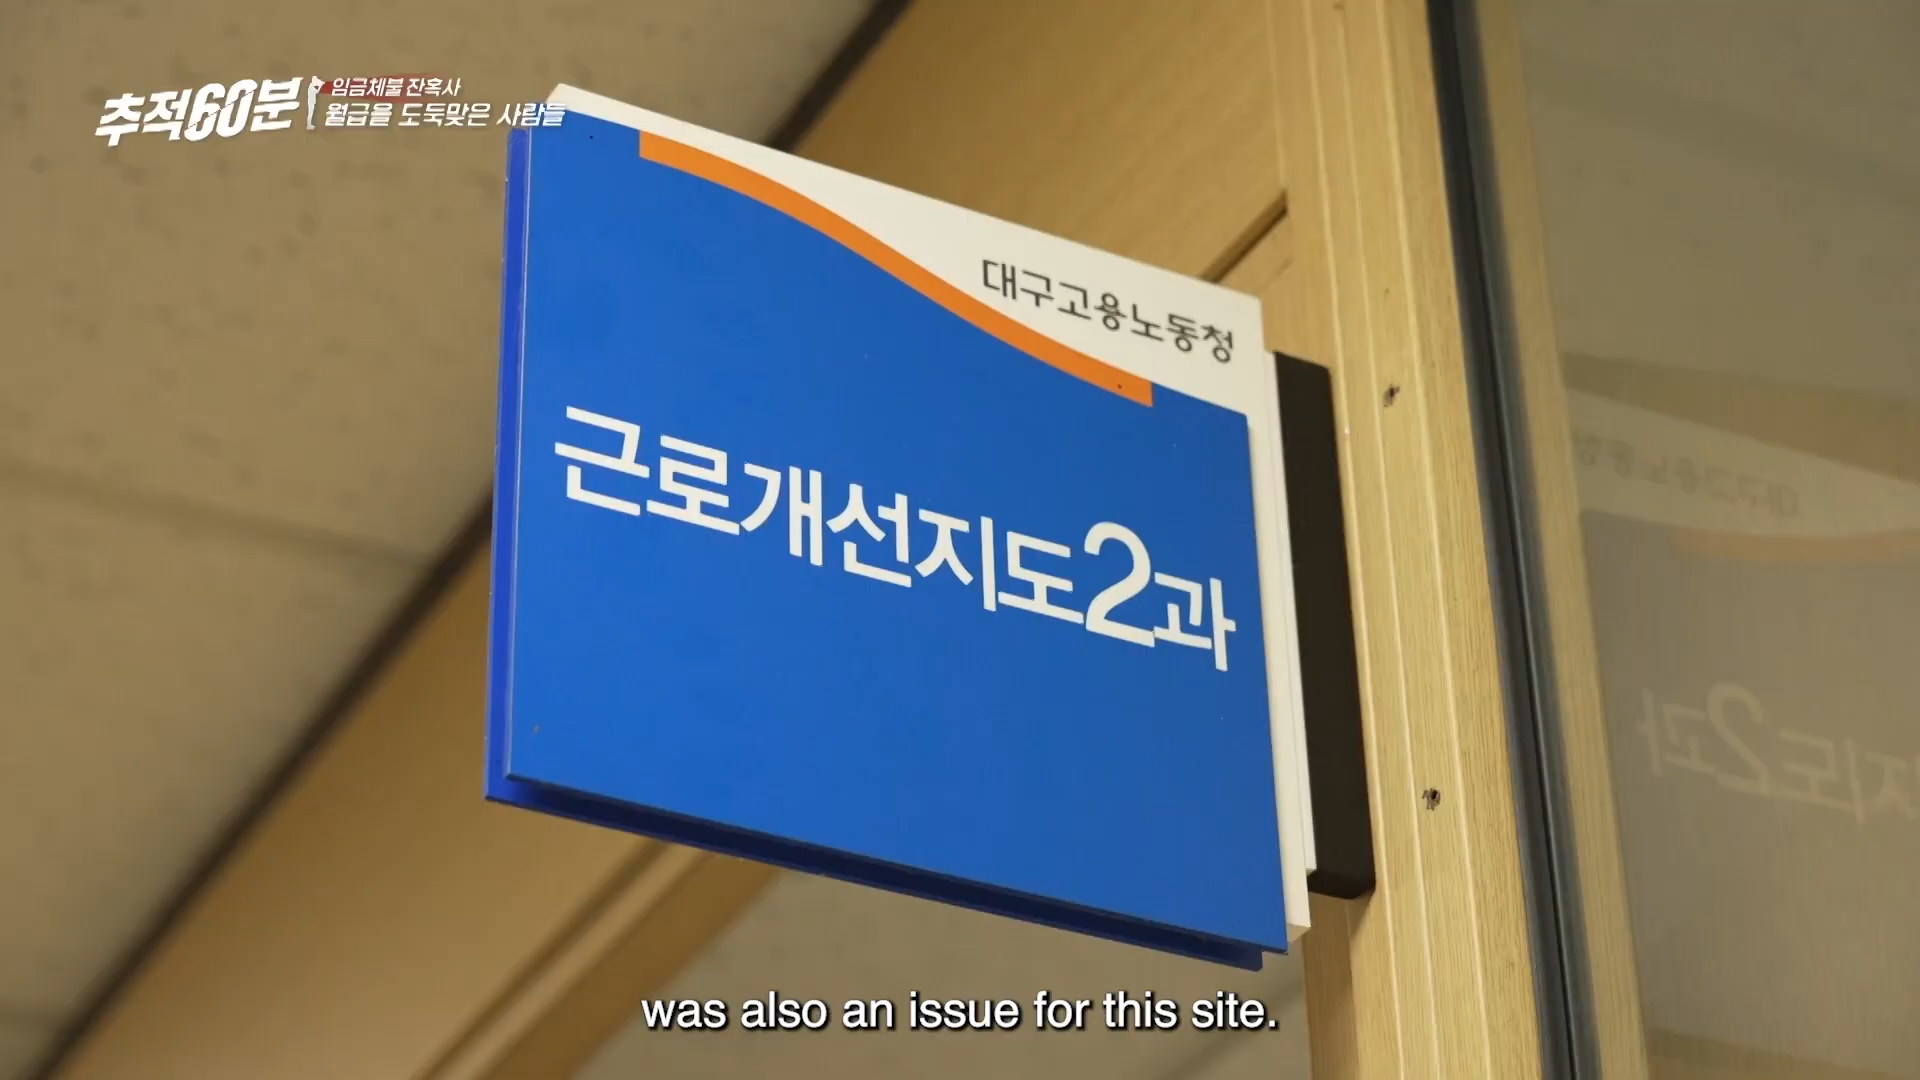 추적60분
임금체불 잔혹사
월급을 도둑맞은 사람들
대구고용노동청
근로개선지도2과
was also an issue for this site.